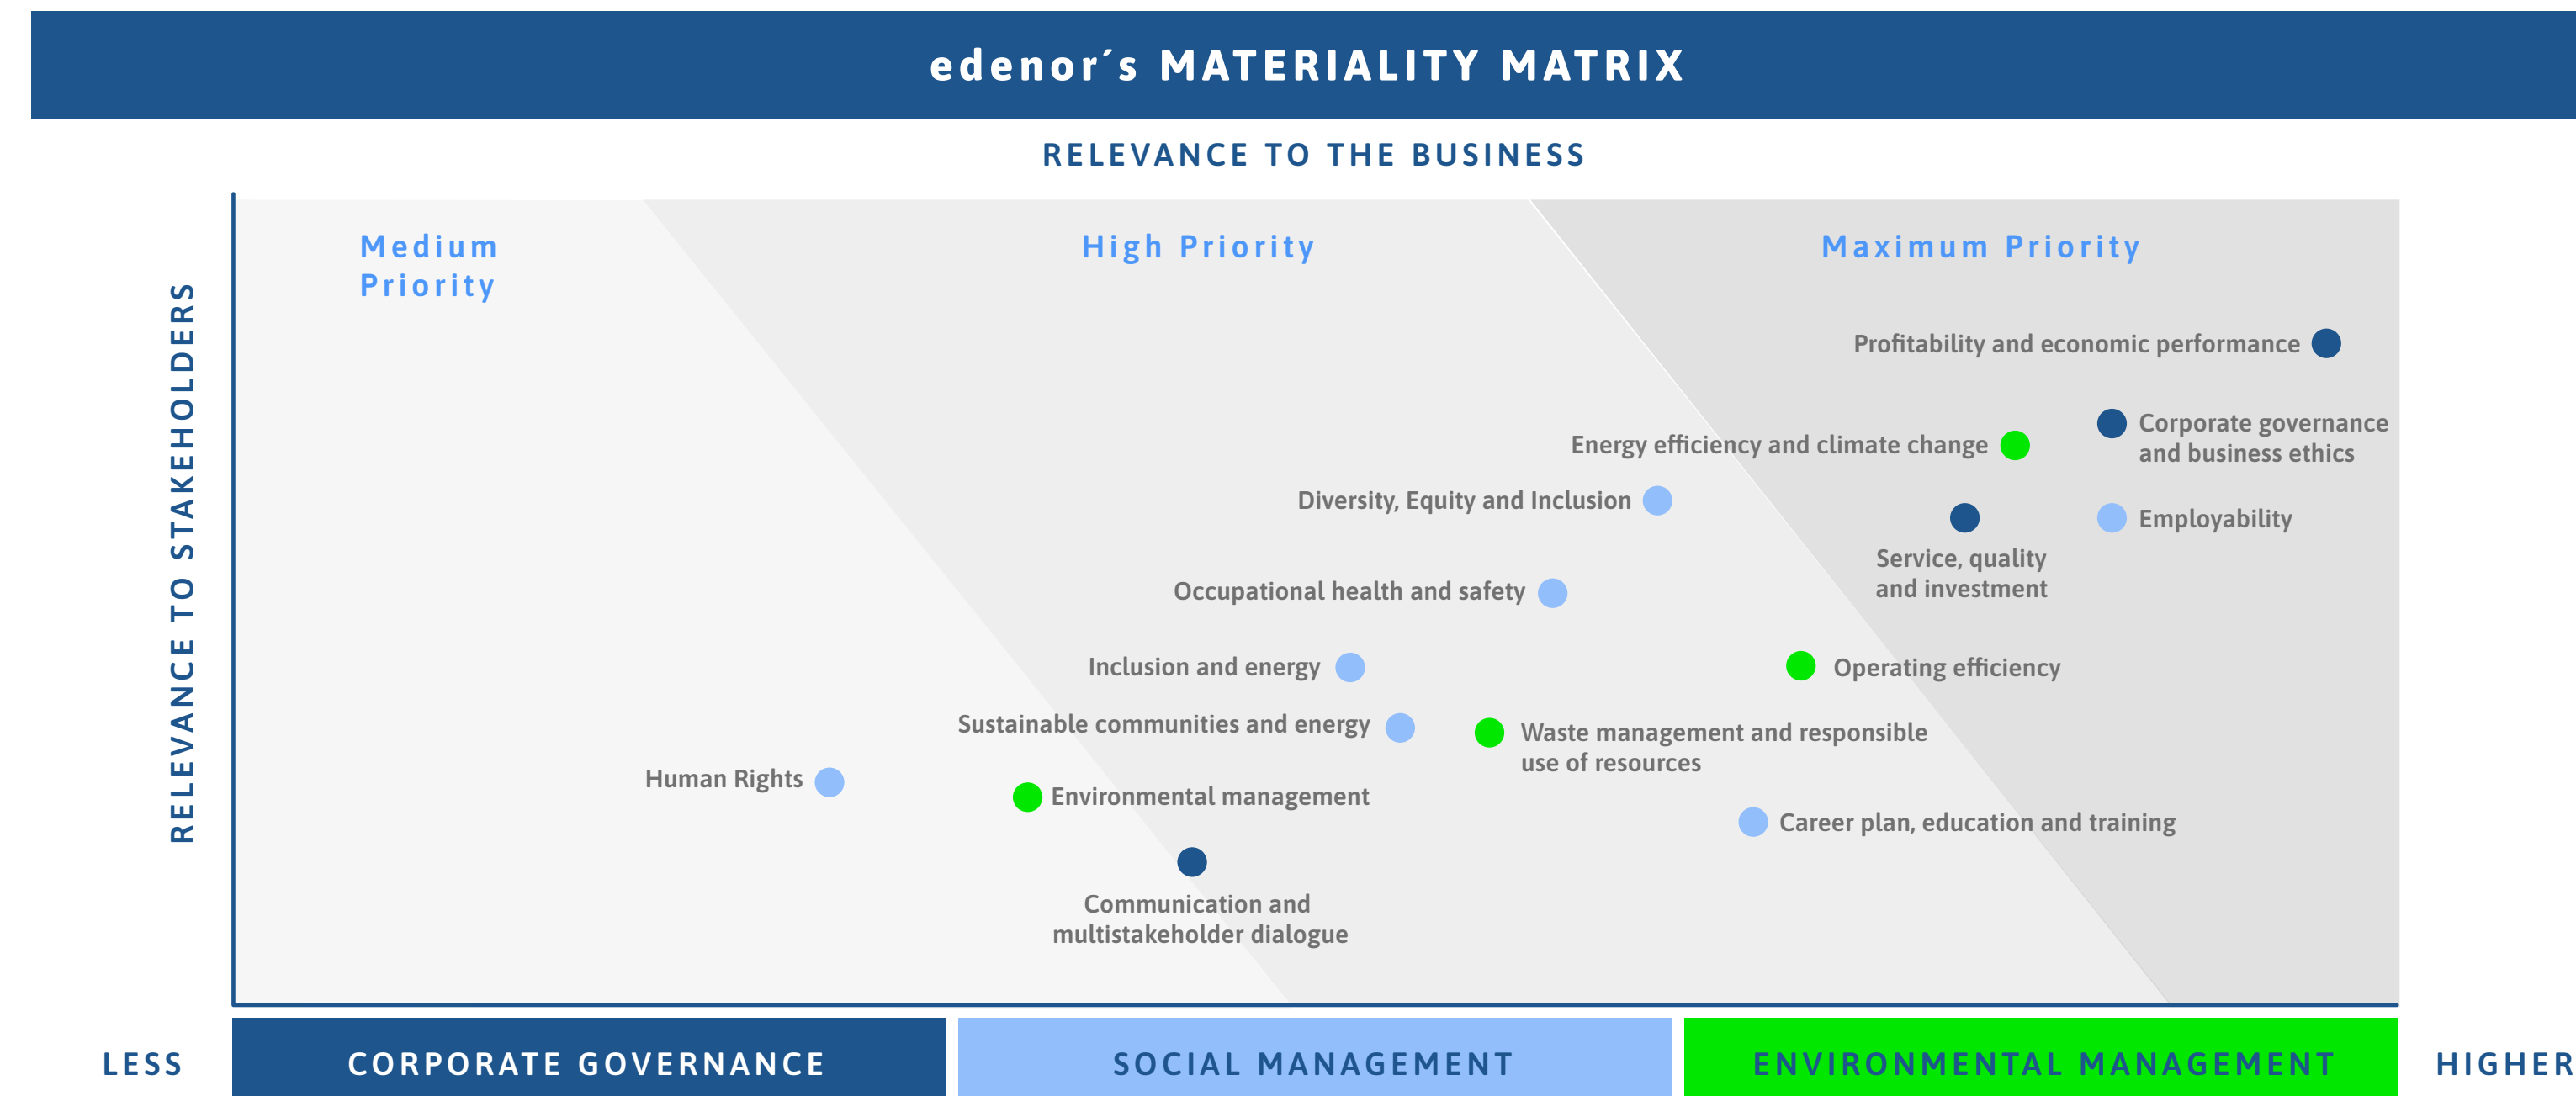 edenor´s MATERIALITY MATRIX
RELEVANCE TO THE BUSINESS
RELEVANCE TO STAKEHOLDERS
Medium
Priority
High Priority
Maximum Priority
Profitability and economic performance
Corporate governance
and business ethics
Energy efficiency and climate change
Diversity, Equity and Inclusion
Employability
Service, quality
and investment
Occupational health and safety
Inclusion and energy
Operating efficiency
Sustainable communities and energy
Waste management and responsible
use of resources
Human Rights
Environmental management
Career plan, education and training
Communication and
multistakeholder dialogue
LESS
CORPORATE GOVERNANCE
SOCIAL MANAGEMENT
ENVIRONMENTAL MANAGEMENT
HIGHER